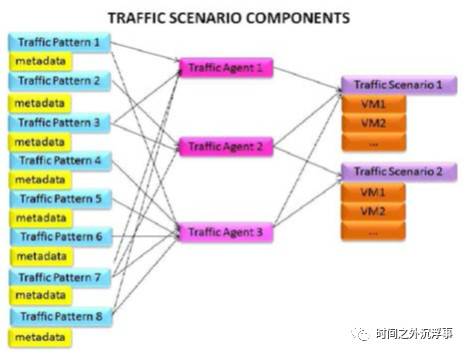 TRAFFIC SCENARIO COMPONENTS
Traffic Pattern 1
metadata
Traffic Pattern 2
metadata
Traffic Pattern 3
metadata
Traffic Pattern 4
metadata
Traffic Pattern 5
metadata
Traffic Pattern 6
metadata
Traffic Pattern 7
metadata
Traffic Pattern 8
metadata
Traffic Agent 1
Traffic Agent 2
Traffic Agent 3
Traffic Scenario 1
VM1
VM2
...
Traffic Scenario 2
VM1
VM2
...
时间之外沉浮事